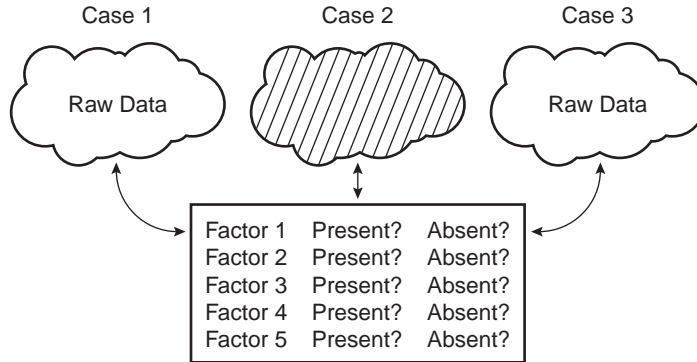 Case 1 Case 2 Case 3
Raw Data Raw Data
Factor 1 Present? Absent?
Factor 2 Present? Absent?
Factor 3 Present? Absent?
Factor 4 Present? Absent?
Factor 5 Present? Absent?